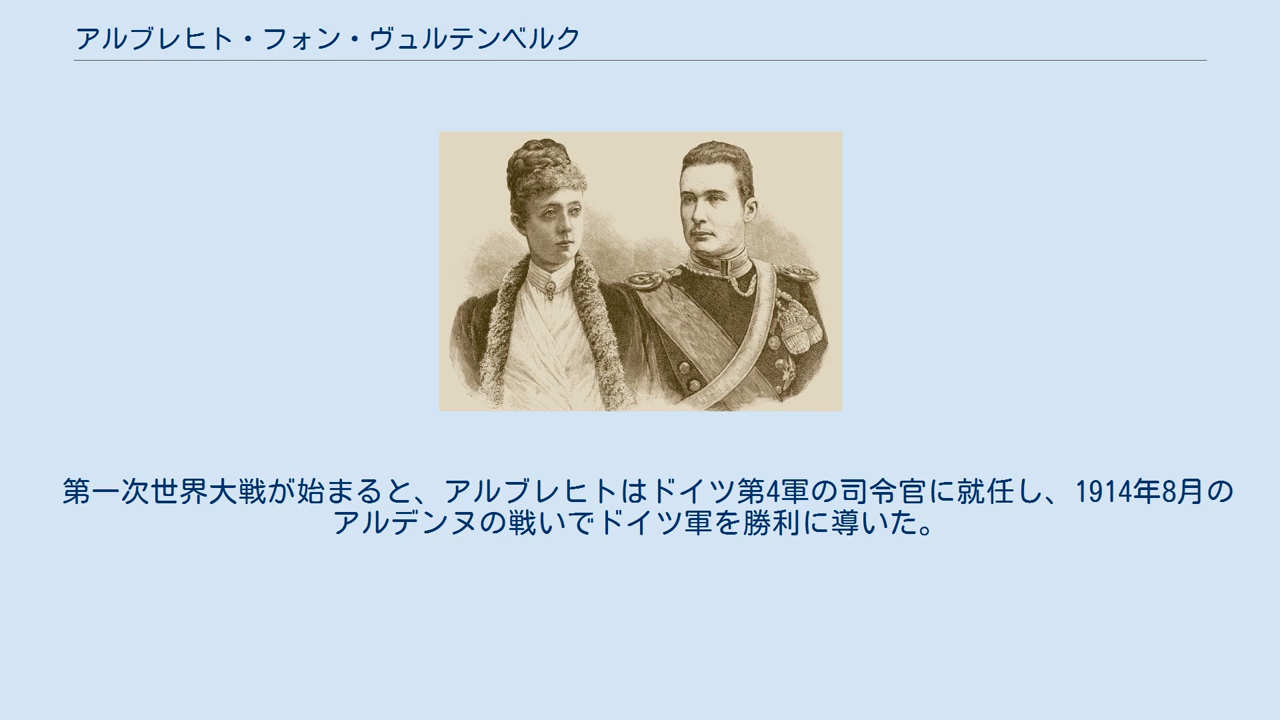 アルブレヒト・フォン・ヴュルテンベルク
第一次世界大戦が始まると、アルブレヒトはドイツ第4軍の司令官に就任し、1914年8月の
アルデンヌの戦いでドイツ軍を勝利に導いた。